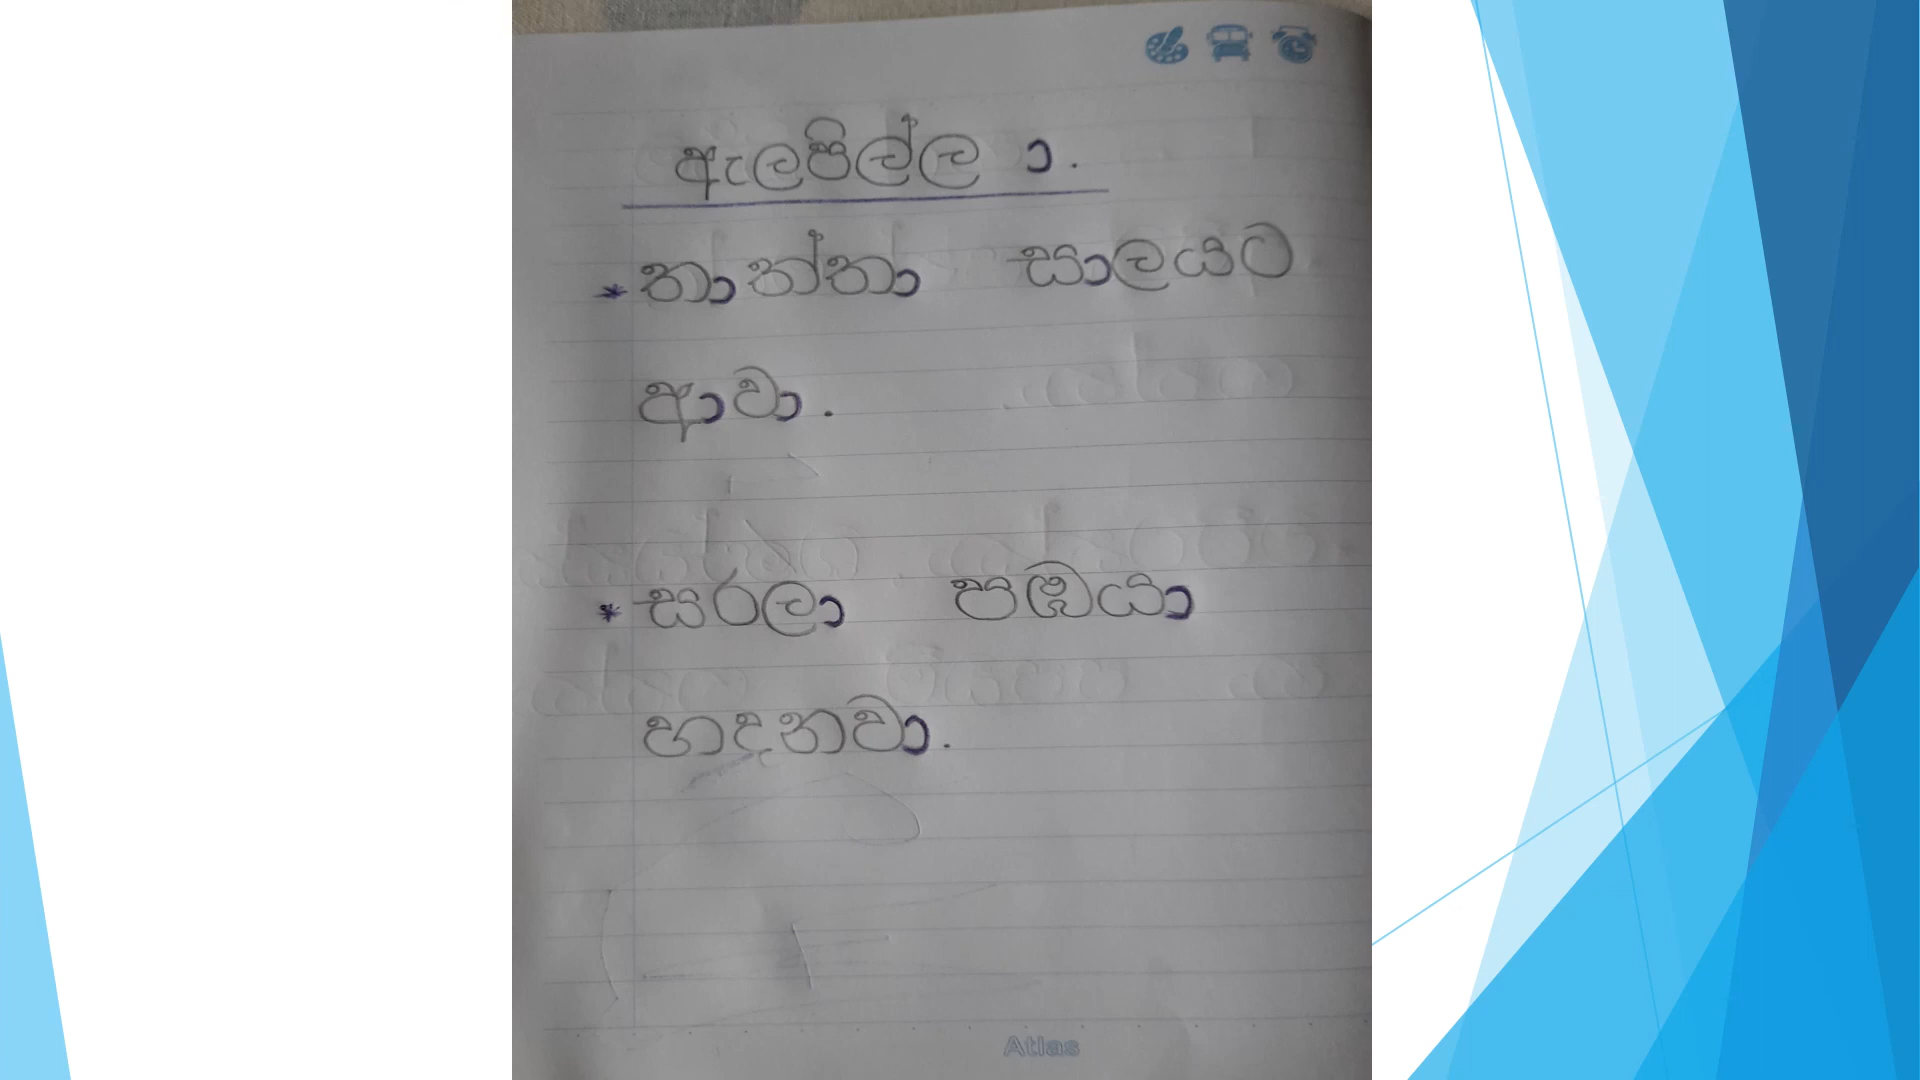 ඇලපිල්ල ා.
* තාත්තා සාලයට
ආවා.
* සරලා පඹයා
හදනවා.
Atlas